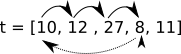 t = [10, 12 , 27, 8, 11]